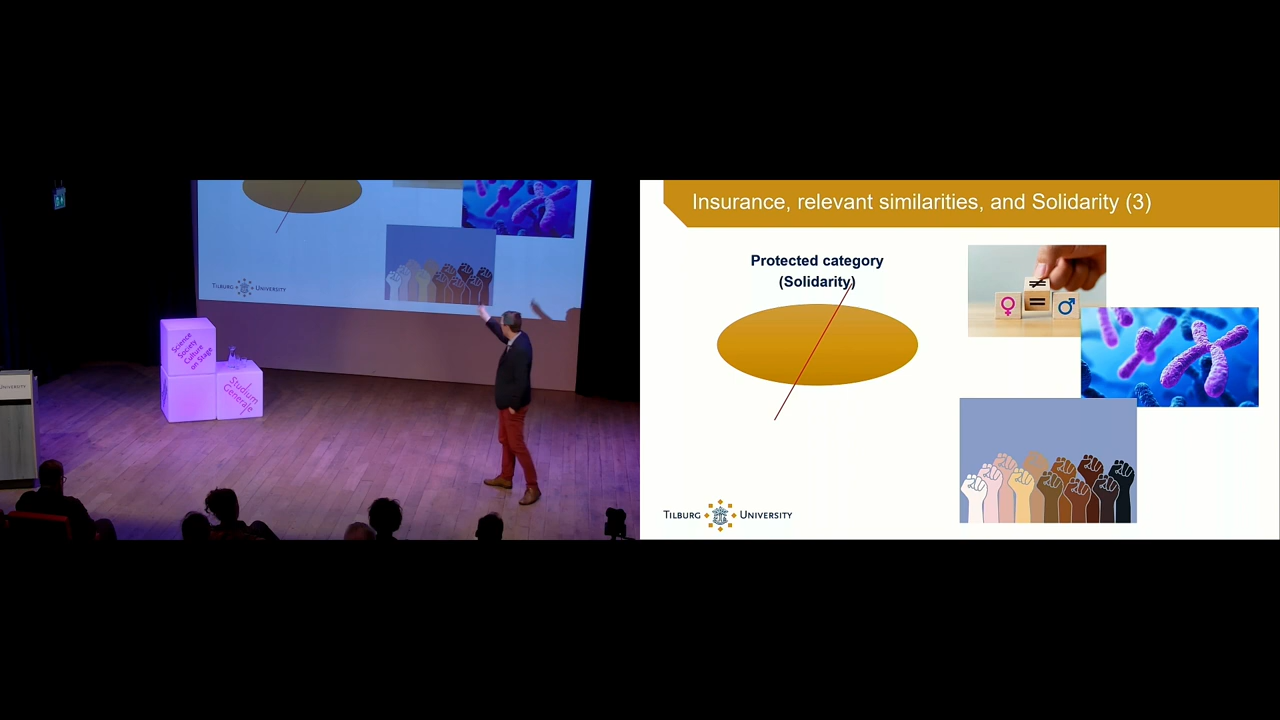 TILBURG UNIVERSITY
UNIVERSITY
Science
Society
Culture
on Stage
Studium
Generale
Insurance, relevant similarities, and Solidarity (3)
Protected category
(Solidarity)
≠
=
TILBURG UNIVERSITY